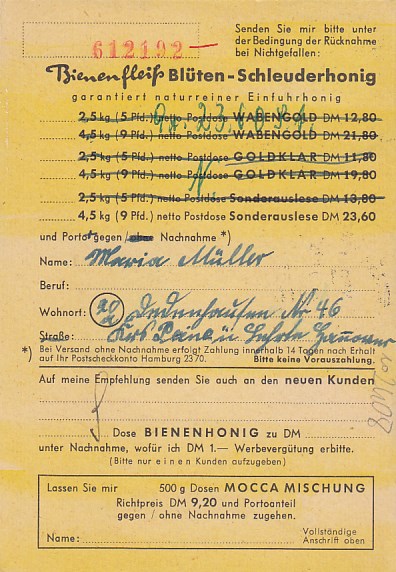 Senden Sie mir bitte unter
der Bedingung der Rücknahme
bei Nichtgefallen:
612192
Bienenfleiß Blüten-Schleuderhonig
garantiert naturreiner Einfuhrhonig
2,5 kg (5 Pfd.) netto Postdose WABENGOLD DM 12,80
4,5 kg (9 Pfd.) netto Postdose WABENGOLD DM 21,80
2,5 kg (5 Pfd.) netto Postdose GOLDKLAR DM 11,80
4,5 kg (9 Pfd.) netto Postdose GOLDKLAR DM 19,80
N.
2,5 kg (5 Pfd.) netto Postdose Sonderauslese DM 13,80
4,5 kg (9 Pfd.) netto Postdose Sonderauslese DM 23,60
und Porto gegen / ohne Nachnahme *)
Name: Maria Müller
Beruf:
Wohnort: Dedenhausen Nr 46
Straße: Krs Peine ü Lehrte Hannover
*) Bei Versand ohne Nachnahme erfolgt Zahlung innerhalb 14 Tagen nach Erhalt
auf Ihr Postscheckkonto Hamburg 2370. Bitte keine Vorauszahlung.
Auf meine Empfehlung senden Sie auch an den neuen Kunden
Dose BIENENHONIG zu DM
unter Nachnahme, wofür ich DM 1.— Werbevergütung erbitte.
(Bitte nur einen Kunden aufzugeben)
Lassen Sie mir 500 g Dosen MOCCA MISCHUNG
Richtpreis DM 9,20 und Portoanteil
gegen / ohne Nachnahme zugehen.
Name: Vollständige
Anschrift oben